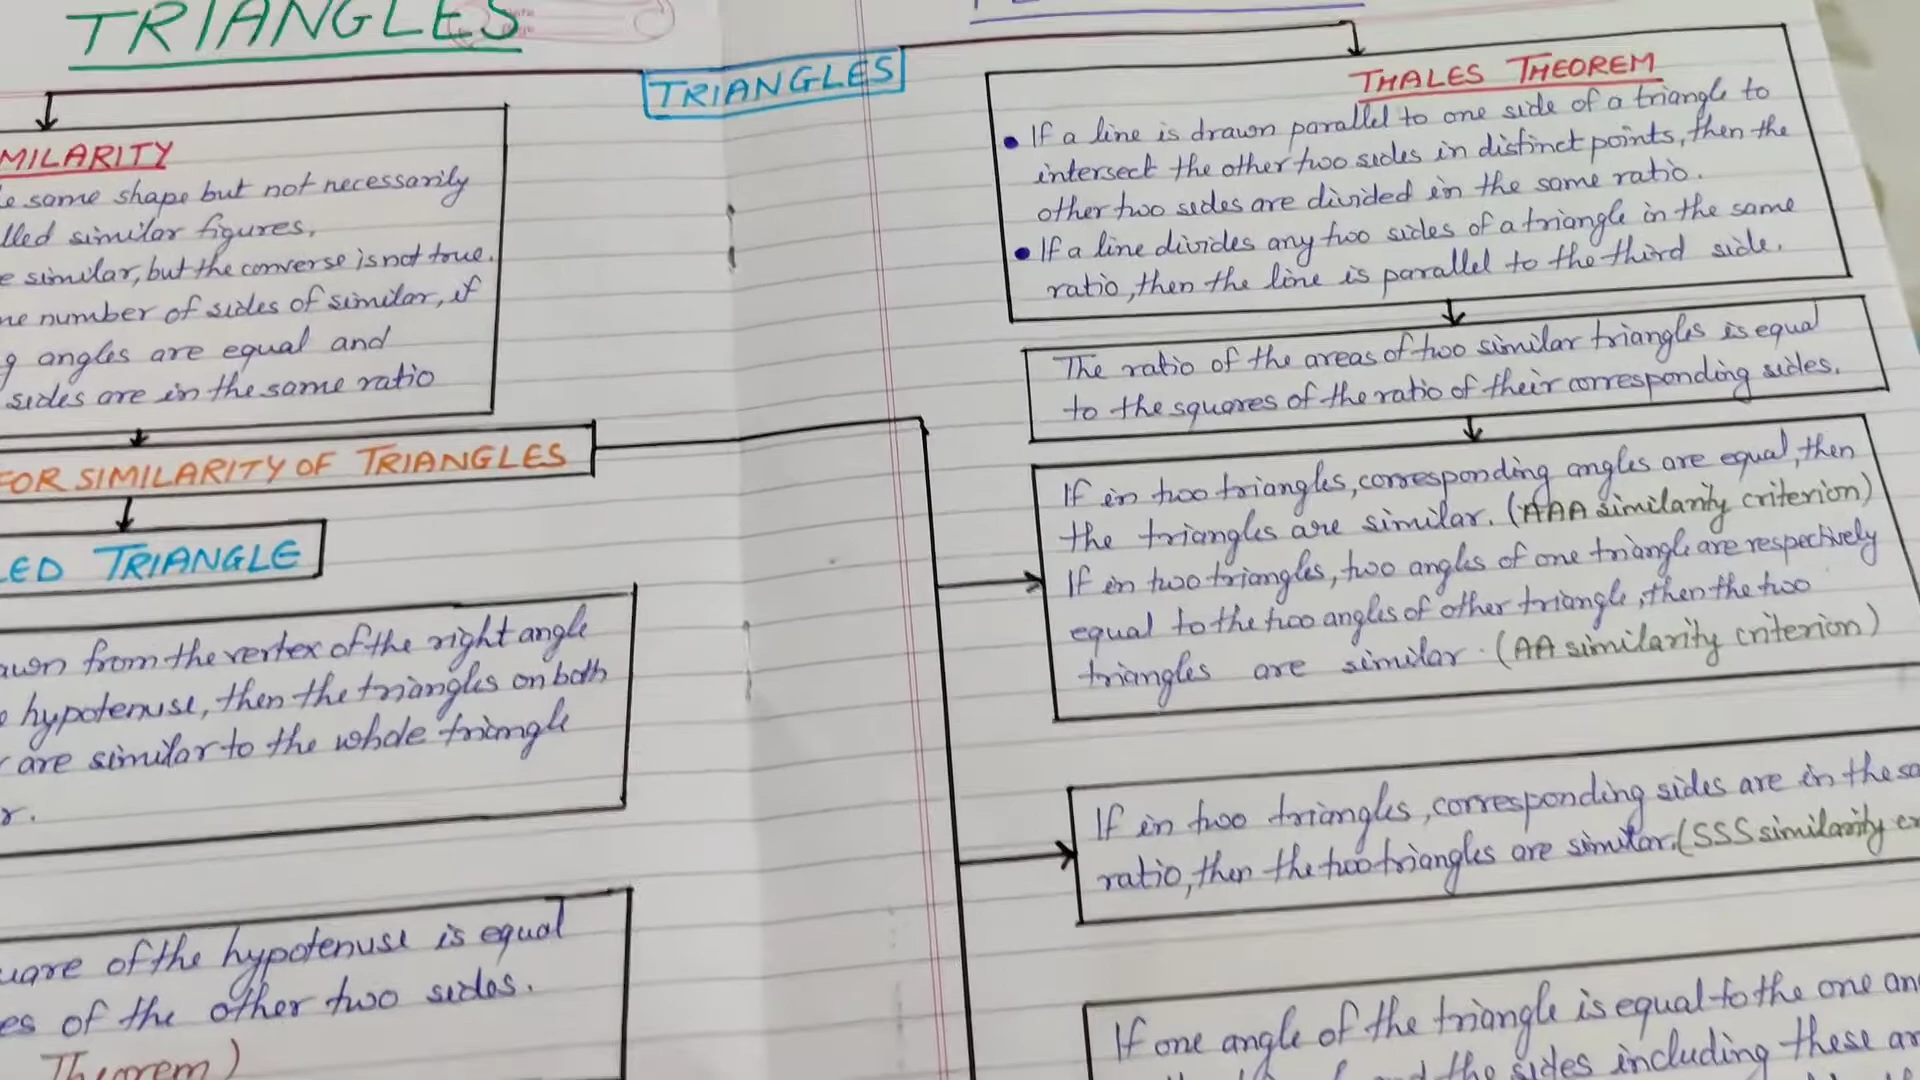 TRIANGLES
TRIANGLES
MILARITY
same shape but not necessarily
lled similar figures.
e similar, but the converse is not true.
number of sides of similar, if
g angles are equal and
sides are in the same ratio
FOR SIMILARITY OF TRIANGLES
LED TRIANGLE
awn from the vertex of the right angle
hypotenuse, then the triangles on both
are similar to the whole triangle
r.
uare of the hypotenuse is equal
es of the other two sides.
Theorem)
THALES THEOREM
• If a line is drawn parallel to one side of a triangle to
intersect the other two sides in distinct points, then the
other two sides are divided in the same ratio.
• If a line divides any two sides of a triangle in the same
ratio, then the line is parallel to the third side.
The ratio of the areas of two similar triangles is equal
to the squares of the ratio of their corresponding sides.
If in two triangles, corresponding angles are equal, then
the triangles are similar. (AAA similarity criterion)
If in two triangles, two angles of one triangle are respectively
equal to the two angles of other triangle, then the two
triangles are similar. (AA similarity criterion)
If in two triangles, corresponding sides are in the sa
ratio, then the two triangles are similar. (SSS similarity cr
If one angle of the triangle is equal to the one an
the sides including these an